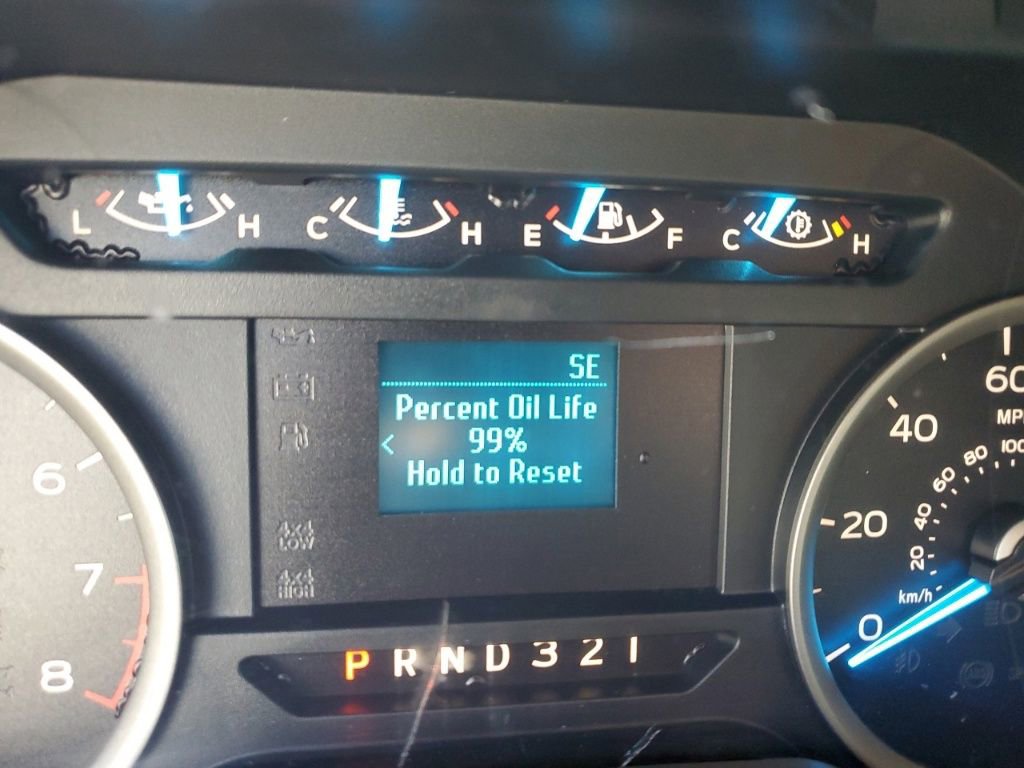 L H C H E F C H
SE
Percent Oil Life
99%
Hold to Reset
4x4
LOW
4x4
HIGH
6
7
8
P R N D 3 2 1
0
20
40
60
MP
km/h
20
40
60
80
100